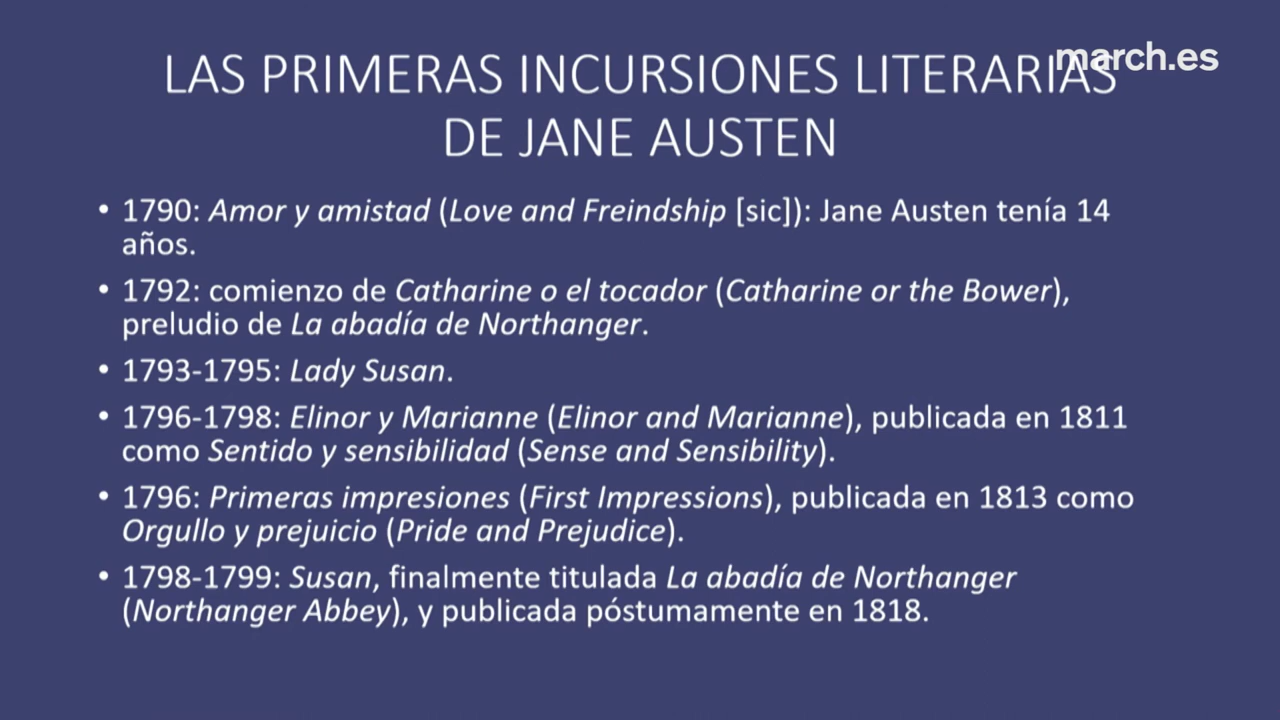 march.es
LAS PRIMERAS INCURSIONES LITERARIAS
DE JANE AUSTEN
• 1790: Amor y amistad (Love and Freindship [sic]): Jane Austen tenía 14
años.
• 1792: comienzo de Catharine o el tocador (Catharine or the Bower),
preludio de La abadía de Northanger.
• 1793-1795: Lady Susan.
• 1796-1798: Elinor y Marianne (Elinor and Marianne), publicada en 1811
como Sentido y sensibilidad (Sense and Sensibility).
• 1796: Primeras impresiones (First Impressions), publicada en 1813 como
Orgullo y prejuicio (Pride and Prejudice).
• 1798-1799: Susan, finalmente titulada La abadía de Northanger
(Northanger Abbey), y publicada póstumamente en 1818.